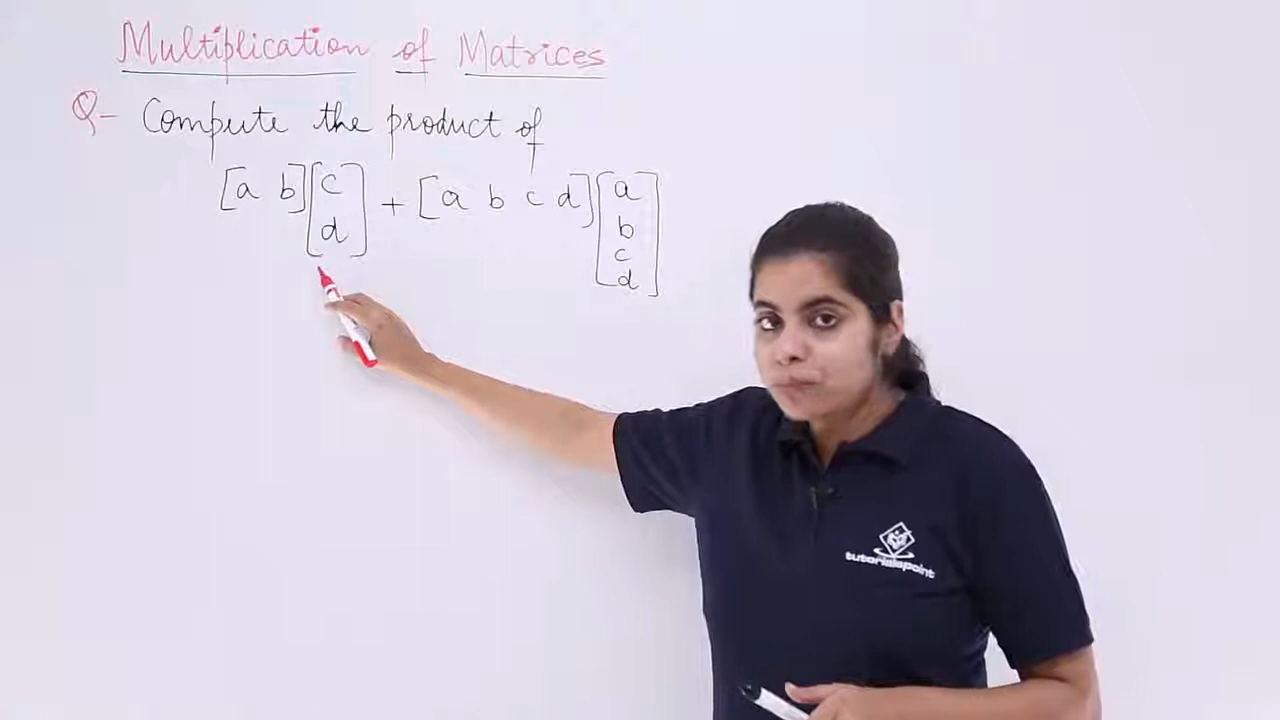 Multiplication of Matrices
Q- Compute the product of
[a b] [c d] + [a b c d] [a b c d]
tutorialspoint